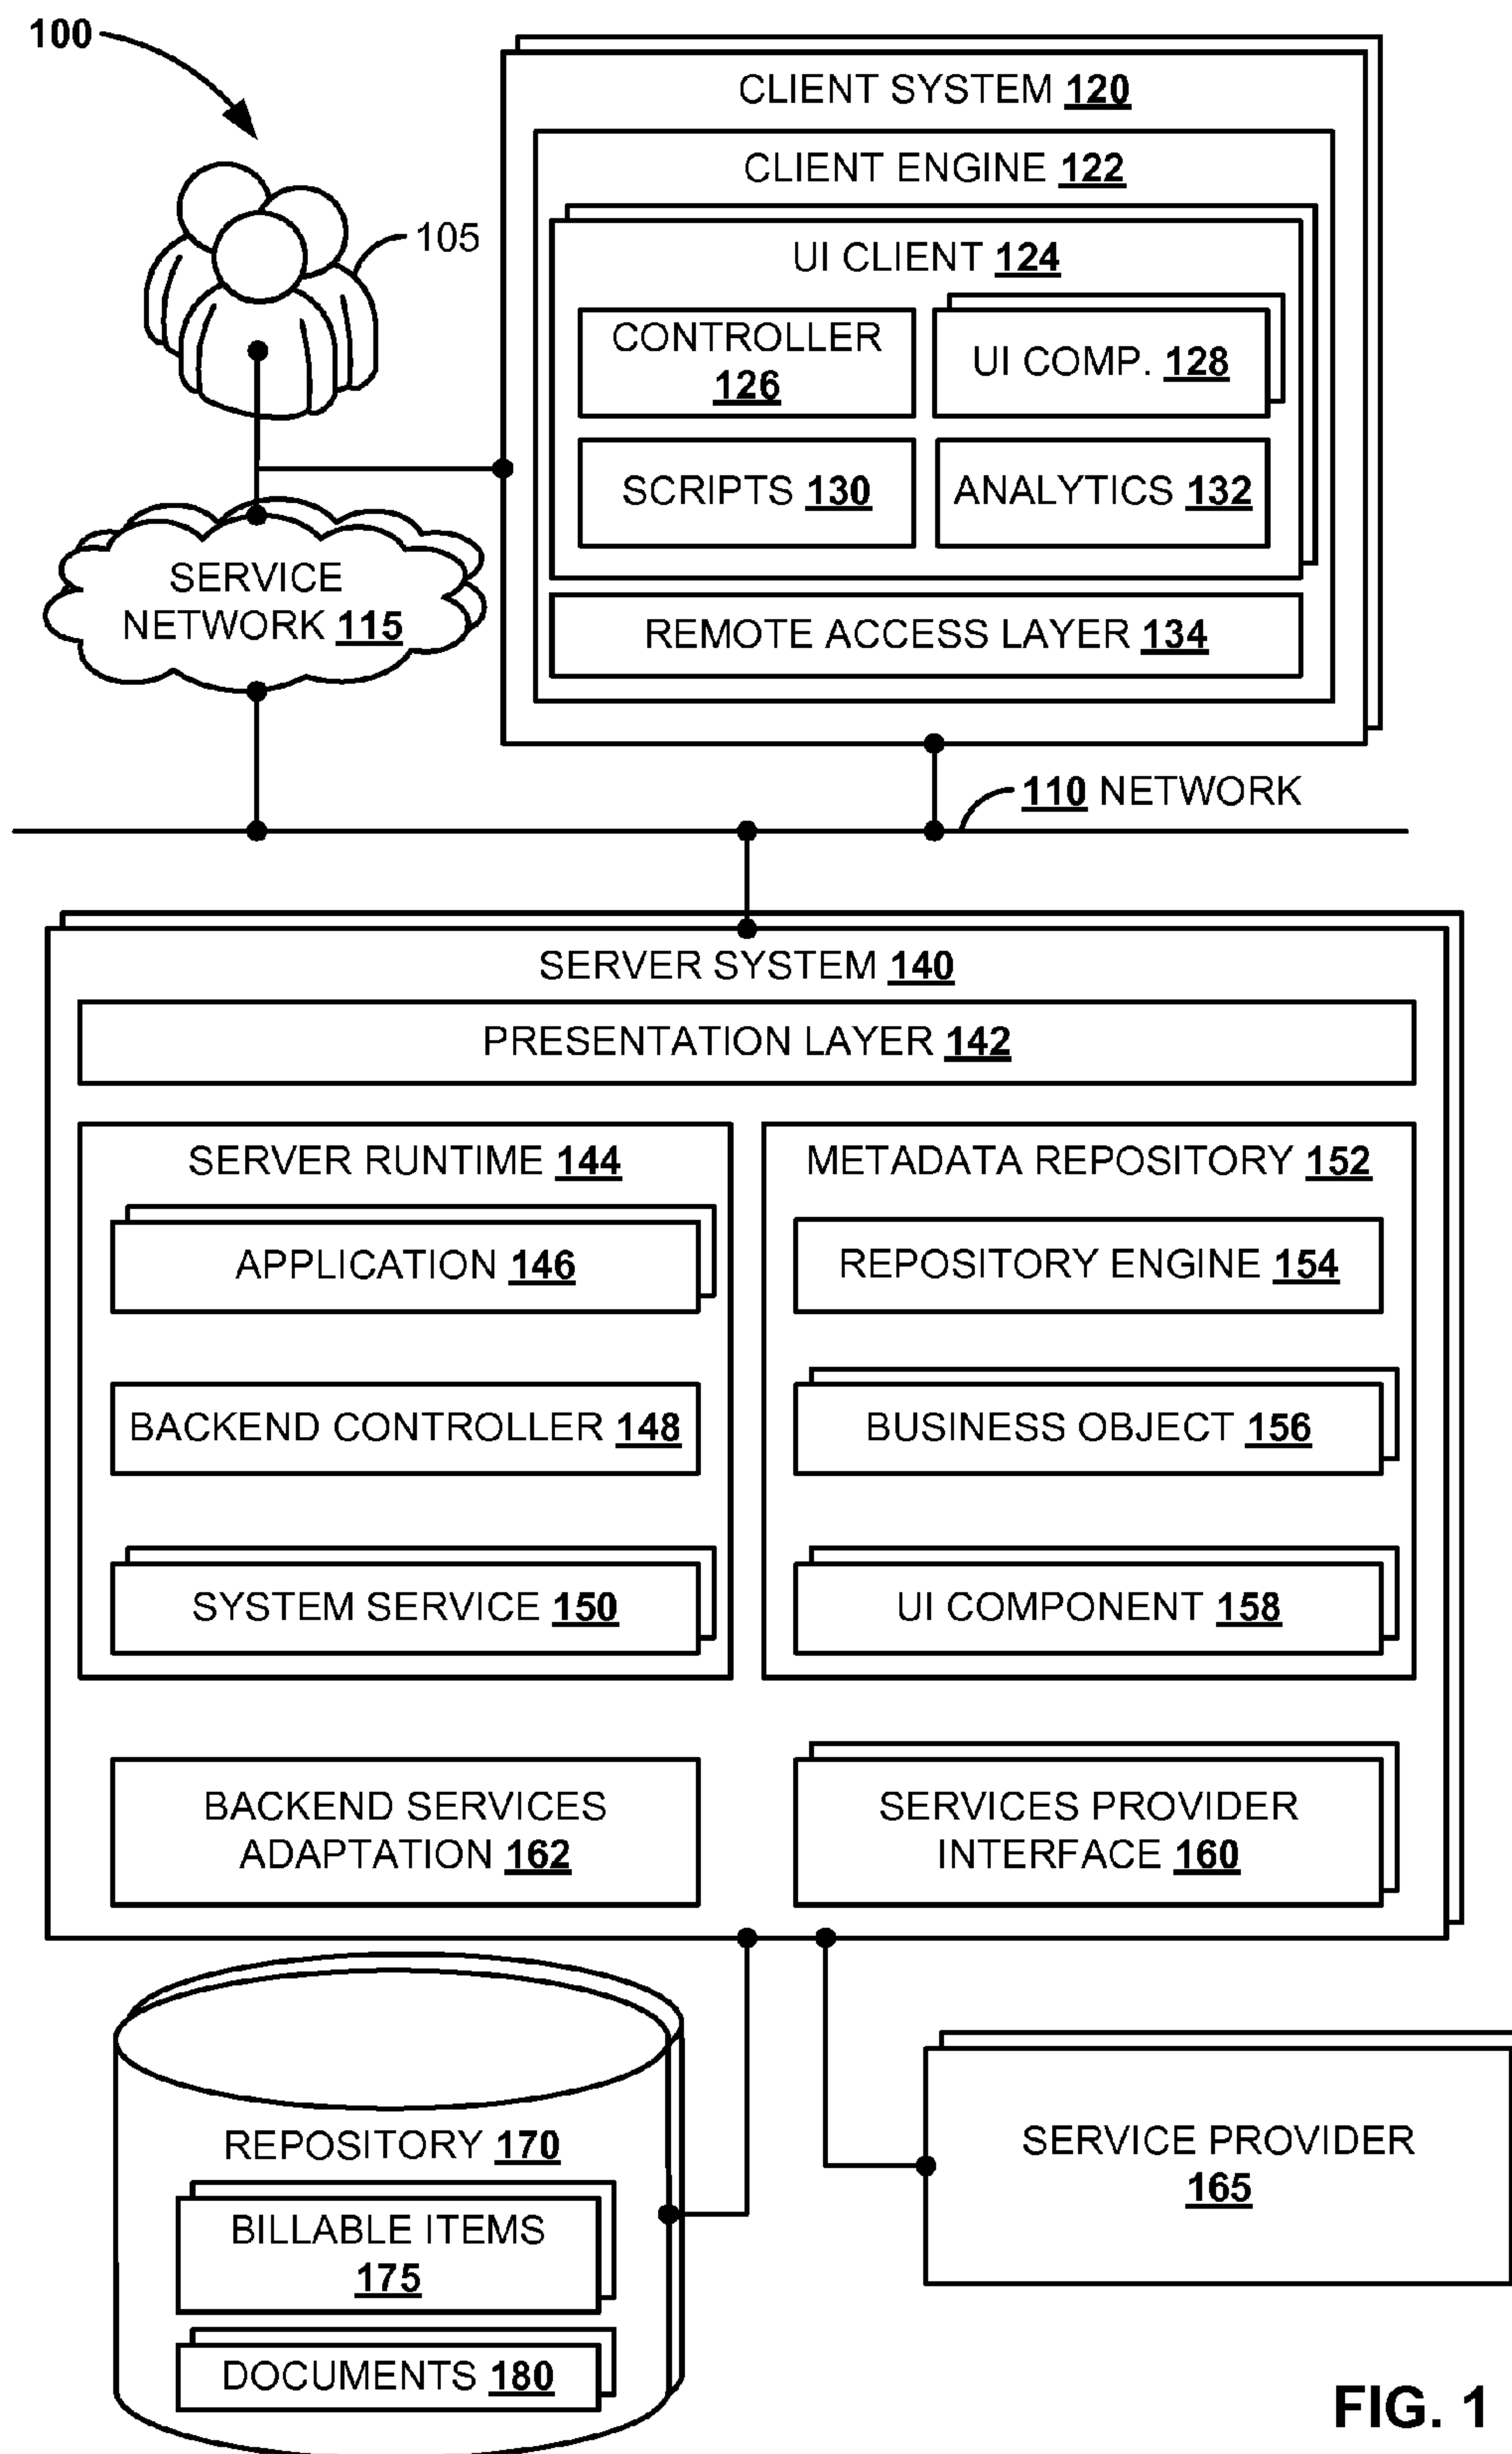 100
CLIENT SYSTEM 120
CLIENT ENGINE 122
105
UI CLIENT 124
CONTROLLER
126
UI COMP. 128
SCRIPTS 130
ANALYTICS 132
SERVICE
NETWORK 115
REMOTE ACCESS LAYER 134
110 NETWORK
SERVER SYSTEM 140
PRESENTATION LAYER 142
SERVER RUNTIME 144
APPLICATION 146
BACKEND CONTROLLER 148
SYSTEM SERVICE 150
METADATA REPOSITORY 152
REPOSITORY ENGINE 154
BUSINESS OBJECT 156
UI COMPONENT 158
BACKEND SERVICES
ADAPTATION 162
SERVICES PROVIDER
INTERFACE 160
REPOSITORY 170
BILLABLE ITEMS
175
DOCUMENTS 180
SERVICE PROVIDER
165
FIG. 1